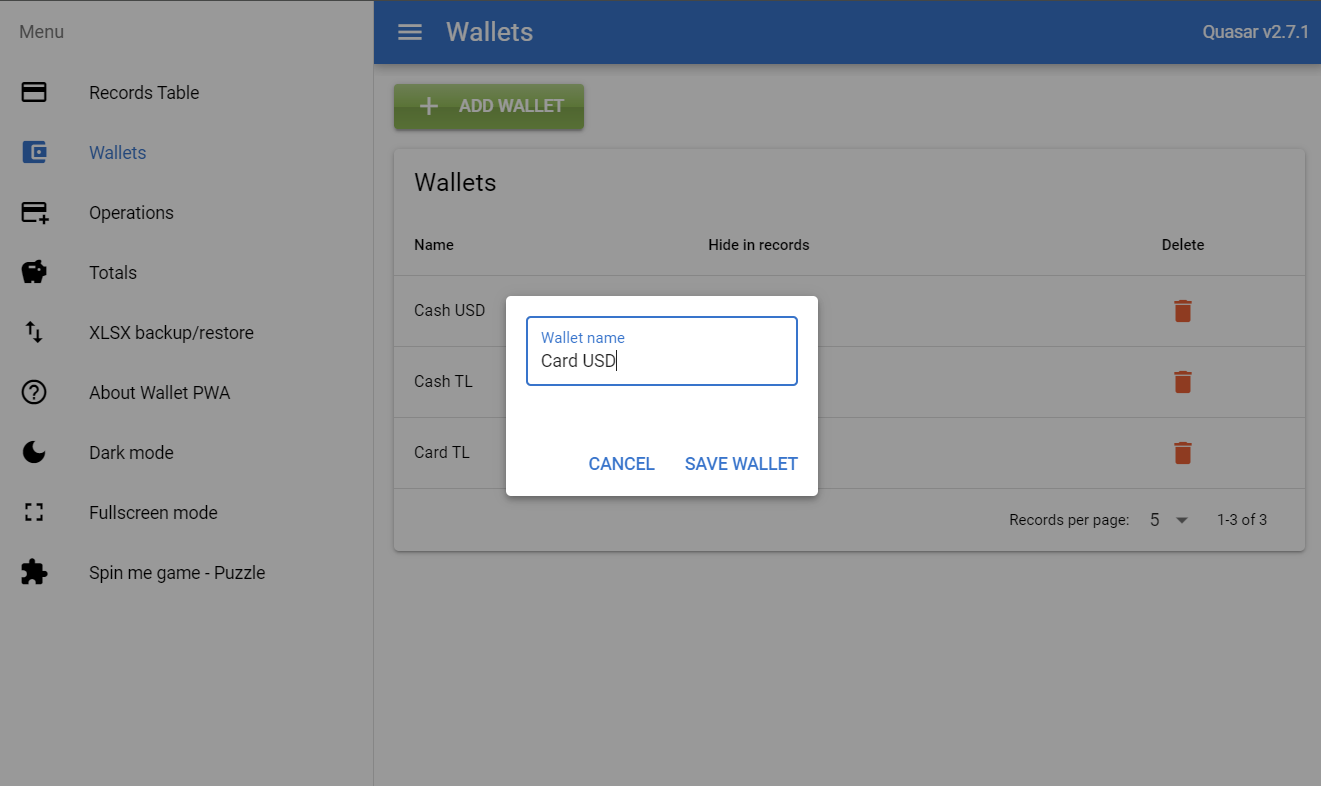 Menu
Records Table
Wallets
Operations
Totals
XLSX backup/restore
About Wallet PWA
Dark mode
Fullscreen mode
Spin me game - Puzzle
Wallets
Quasar v2.7.1
ADD WALLET
Wallets
Name Hide in records Delete
Cash USD
Cash TL
Card TL
Records per page: 5 1-3 of 3
Wallet name
Card USD
CANCEL SAVE WALLET